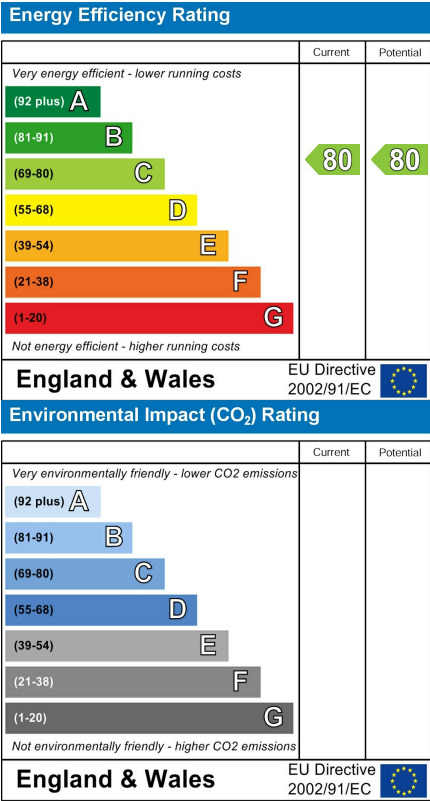 Energy Efficiency Rating
Current Potential
Very energy efficient - lower running costs
(92 plus) A
(81-91) B
(69-80) C
80 80
(55-68) D
(39-54) E
(21-38) F
(1-20) G
Not energy efficient - higher running costs
England & Wales
EU Directive
2002/91/EC
Environmental Impact (CO₂) Rating
Current Potential
Very environmentally friendly - lower CO2 emissions
(92 plus) A
(81-91) B
(69-80) C
(55-68) D
(39-54) E
(21-38) F
(1-20) G
Not environmentally friendly - higher CO2 emissions
England & Wales
EU Directive
2002/91/EC